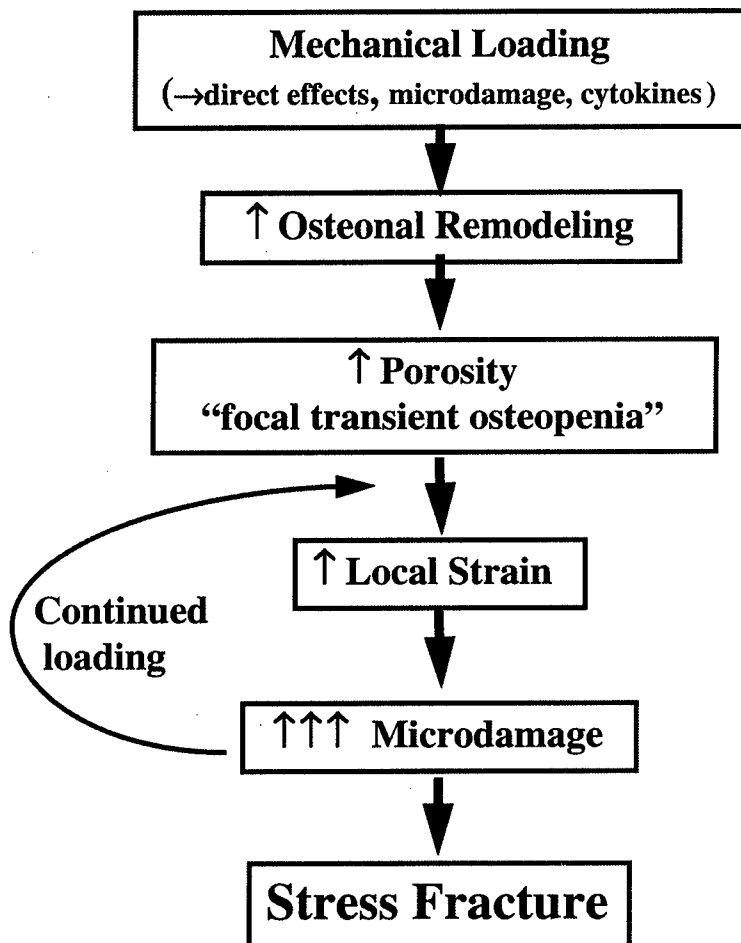 Mechanical Loading
(→direct effects, microdamage, cytokines)
↑ Osteonal Remodeling
↑ Porosity
“focal transient osteopenia”
↑ Local Strain
Continued
loading
↑↑↑ Microdamage
Stress Fracture